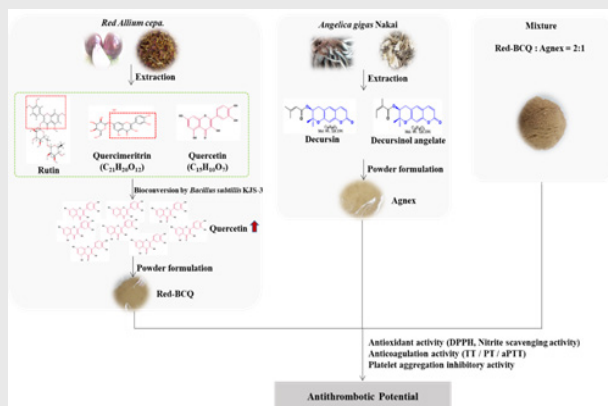 Red Allium cepa.
Extraction
Rutin
Quercimeritrin
(C21H20O12)
Quercetin
(C15H10O7)
Bioconversion by Bacillus subtillis KJS-3
Quercetin
Powder formulation
Red-BCQ
Angelica gigas Nakai
Extraction
Decursin
Decursinol angelate
Powder formulation
Agnex
Mixture
Red-BCQ : Agnex = 2:1
Antioxidant activity (DPPH, Nitrite scavenging activity)
Anticoagulation activity (TT / PT / aPTT)
Platelet aggregation inhibitory activity
Antithrombotic Potential